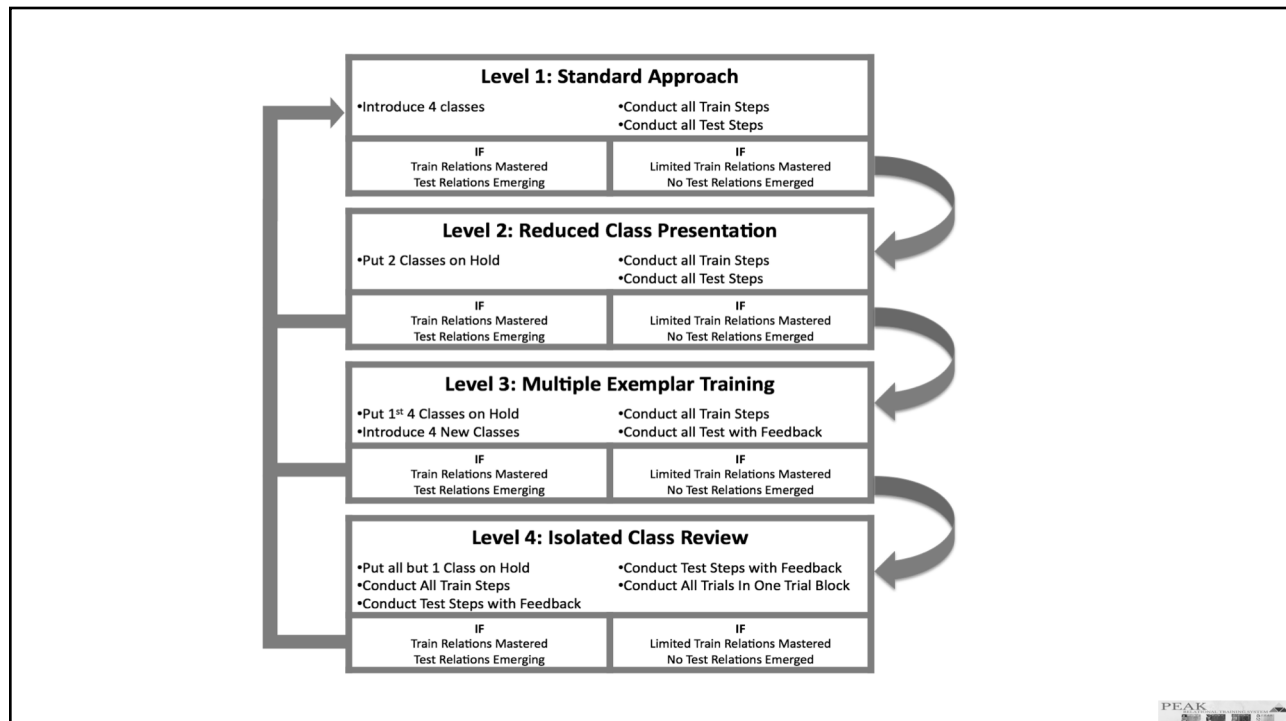 Level 1: Standard Approach
•Introduce 4 classes
•Conduct all Train Steps
•Conduct all Test Steps
IF
Train Relations Mastered
Test Relations Emerging
IF
Limited Train Relations Mastered
No Test Relations Emerged
Level 2: Reduced Class Presentation
•Put 2 Classes on Hold
•Conduct all Train Steps
•Conduct all Test Steps
IF
Train Relations Mastered
Test Relations Emerging
IF
Limited Train Relations Mastered
No Test Relations Emerged
Level 3: Multiple Exemplar Training
•Put 1st 4 Classes on Hold
•Introduce 4 New Classes
•Conduct all Train Steps
•Conduct all Test with Feedback
IF
Train Relations Mastered
Test Relations Emerging
IF
Limited Train Relations Mastered
No Test Relations Emerged
Level 4: Isolated Class Review
•Put all but 1 Class on Hold
•Conduct All Train Steps
•Conduct Test Steps with Feedback
•Conduct Test Steps with Feedback
•Conduct All Trials In One Trial Block
IF
Train Relations Mastered
Test Relations Emerging
IF
Limited Train Relations Mastered
No Test Relations Emerged
PEAK
RELATIONAL TRAINING SYSTEM